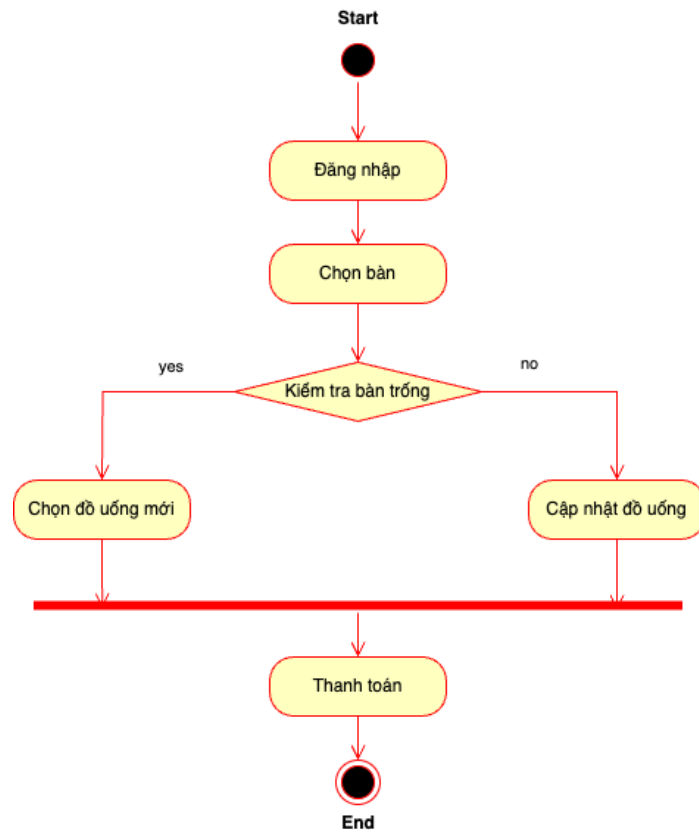 Start
Đăng nhập
Chọn bàn
yes
no
Kiểm tra bàn trống
Chọn đồ uống mới
Cập nhật đồ uống
Thanh toán
End